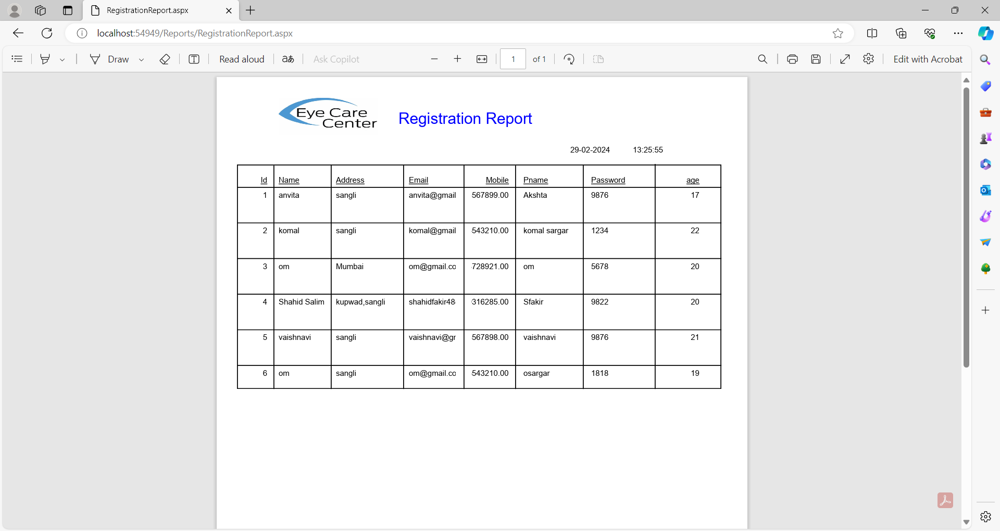 RegistrationReport.aspx
localhost:54949/Reports/RegistrationReport.aspx
Draw
Read aloud
aあ
Ask Copilot
1 of 1
Edit with Acrobat
Eye Care
Center
Registration Report
29-02-2024 13:25:55
Id Name Address Email Mobile Pname Password age
1 anvita sangli anvita@gmail 567899.00 Akshta 9876 17
2 komal sangli komal@gmail 543210.00 komal sargar 1234 22
3 om Mumbai om@gmail.co 728921.00 om 5678 20
4 Shahid Salim kupwad,sangli shahidfakir48 316285.00 Sfakir 9822 20
5 vaishnavi sangli vaishnavi@gr 567898.00 vaishnavi 9876 21
6 om sangli om@gmail.co 543210.00 osargar 1818 19